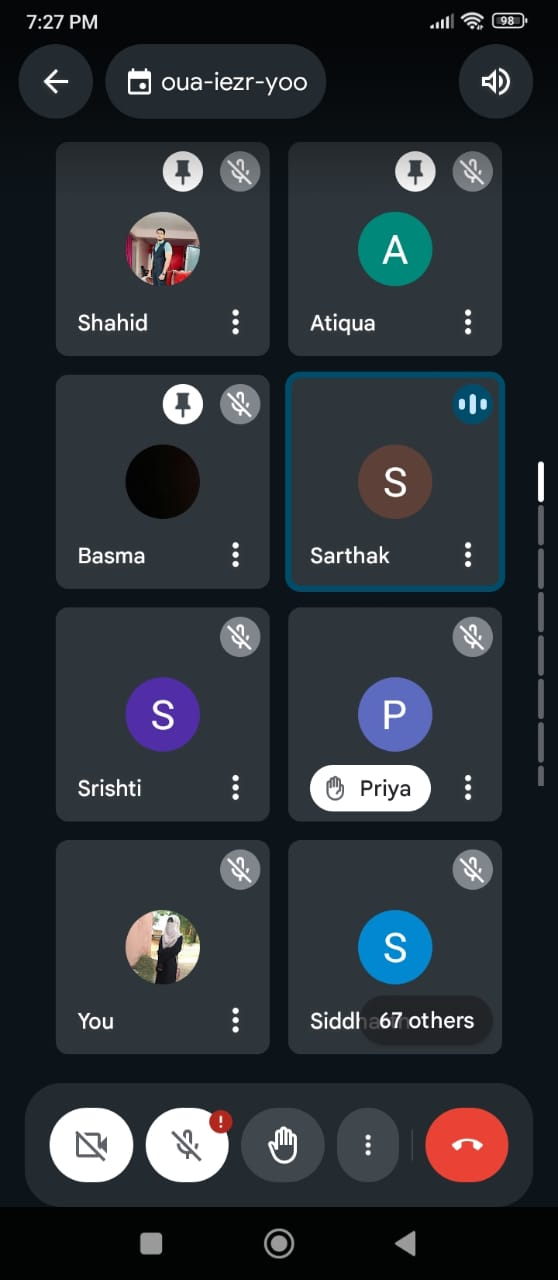 7:27 PM 98
oua-iezr-yoo
Shahid
A
Atiqua
Basma
S
Sarthak
S
Srishti
P
Priya
You
S
67 others
!